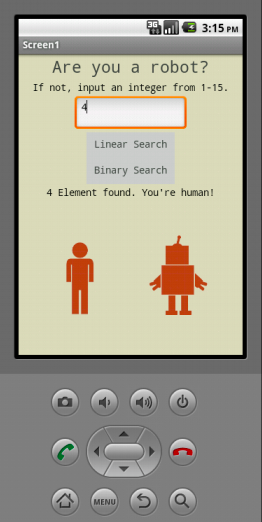 3G
3:15 PM
Screen1
Are you a robot?
If not, input an integer from 1-15.
4
Linear Search
Binary Search
4 Element found. You're human!
MENU